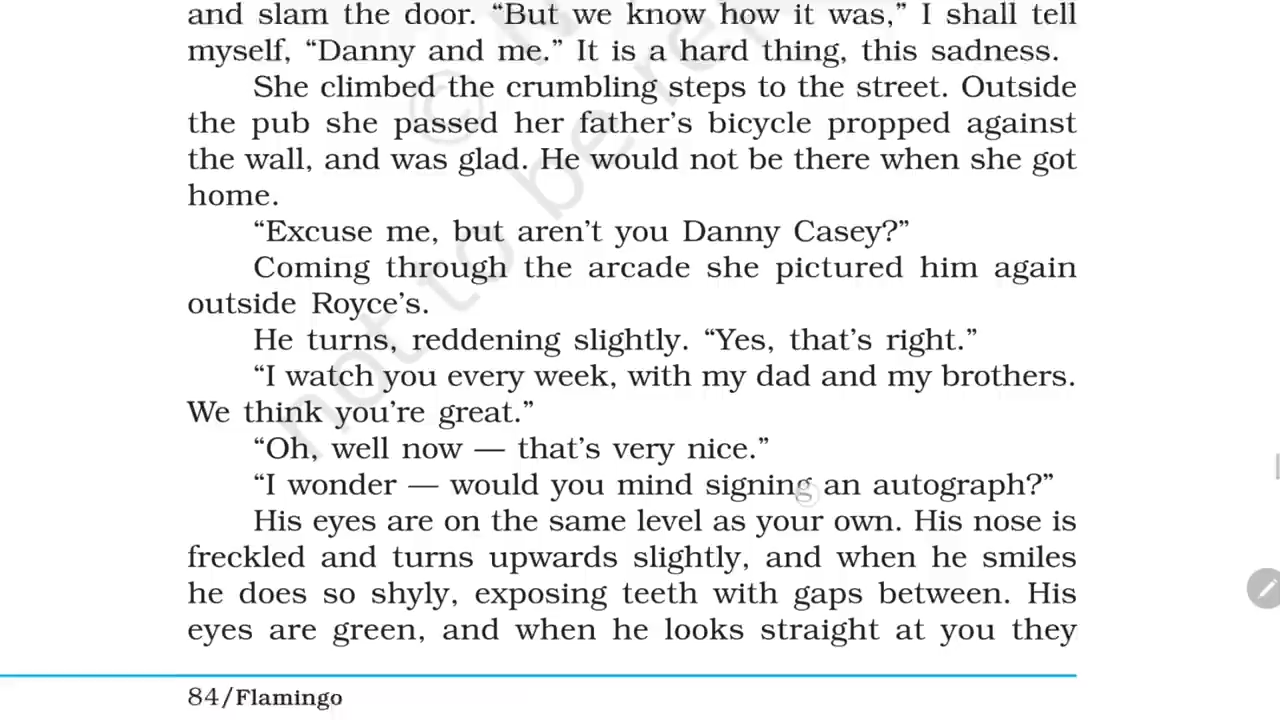 and slam the door. “But we know how it was,” I shall tell
myself, “Danny and me.” It is a hard thing, this sadness.
She climbed the crumbling steps to the street. Outside
the pub she passed her father’s bicycle propped against
the wall, and was glad. He would not be there when she got
home.
“Excuse me, but aren’t you Danny Casey?”
Coming through the arcade she pictured him again
outside Royce’s.
He turns, reddening slightly. “Yes, that’s right.”
“I watch you every week, with my dad and my brothers.
We think you’re great.”
“Oh, well now — that’s very nice.”
“I wonder — would you mind signing an autograph?”
His eyes are on the same level as your own. His nose is
freckled and turns upwards slightly, and when he smiles
he does so shyly, exposing teeth with gaps between. His
eyes are green, and when he looks straight at you they
84/Flamingo
not to be re
©